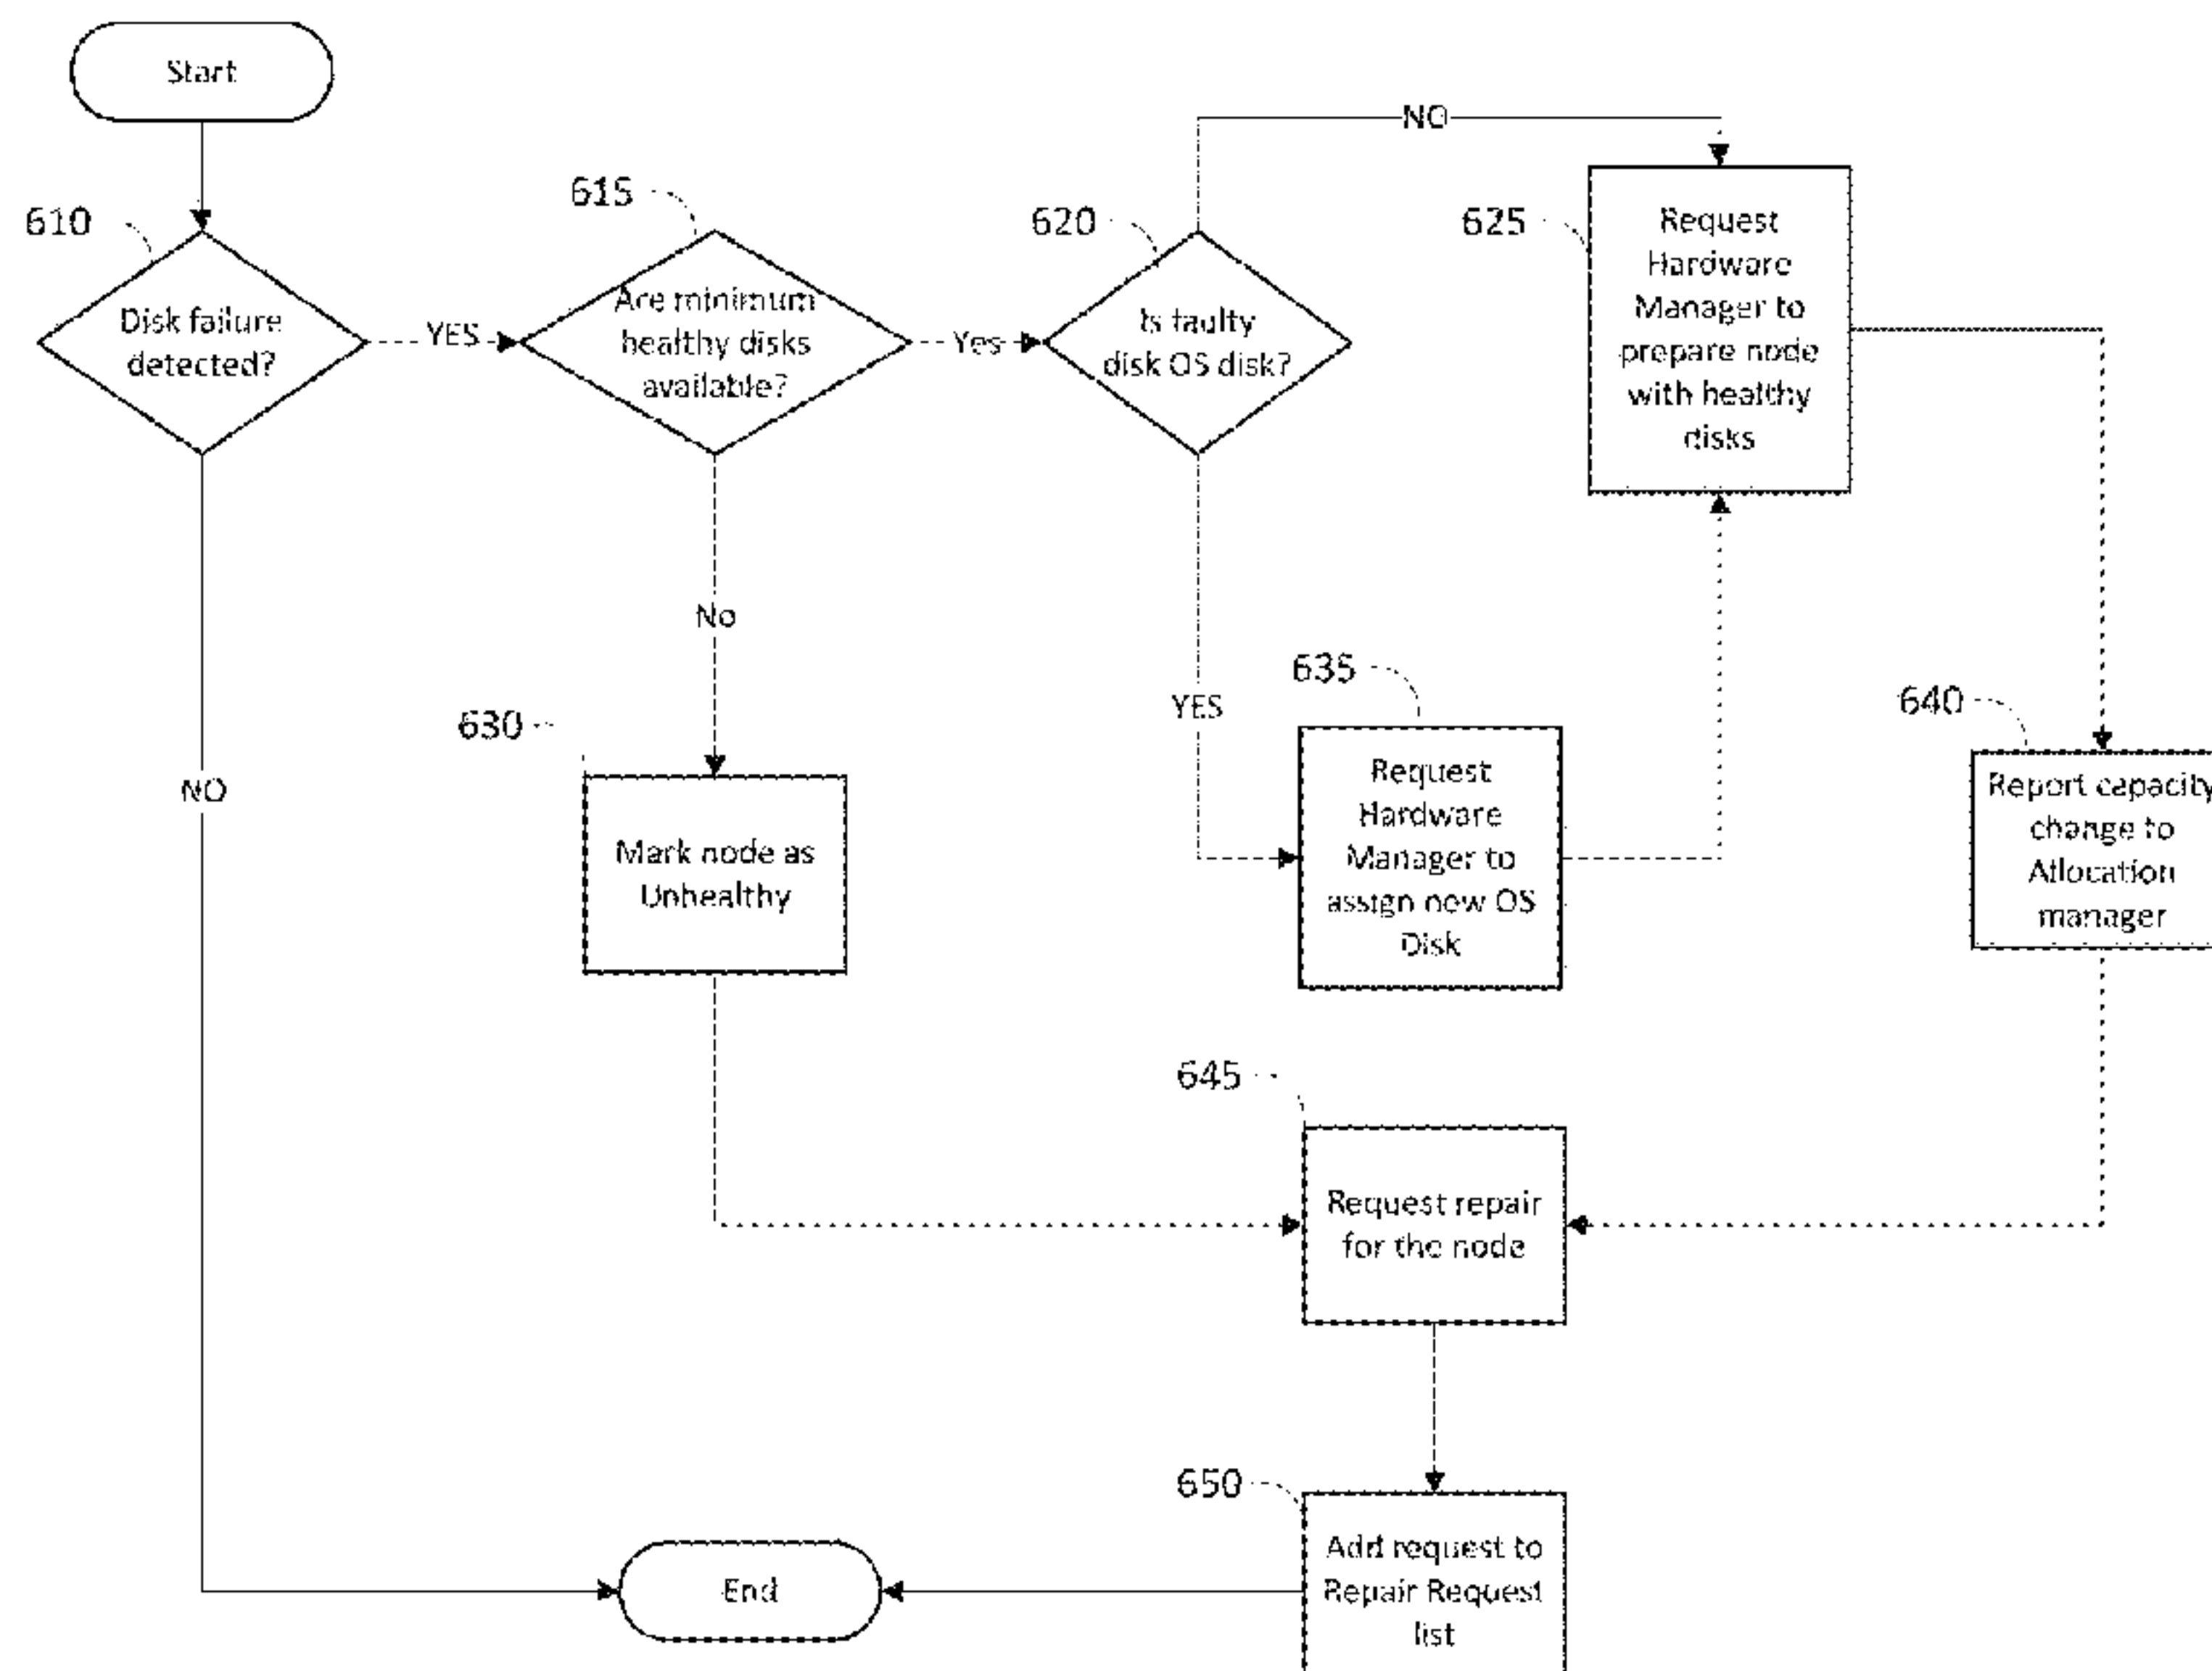 Start
NO
610
615
620
625
Disk failure
detected?
YES
Are minimum
healthy disks
available?
Yes
Is faulty
disk OS disk?
Request
Hardware
Manager to
prepare node
with healthy
disks
No
YES
NO
630
635
640
Mark node as
Unhealthy
Request
Hardware
Manager to
assign new OS
Disk
Report capacity
change to
Allocation
manager
645
Request repair
for the node
650
End
Add request to
Repair Request
list